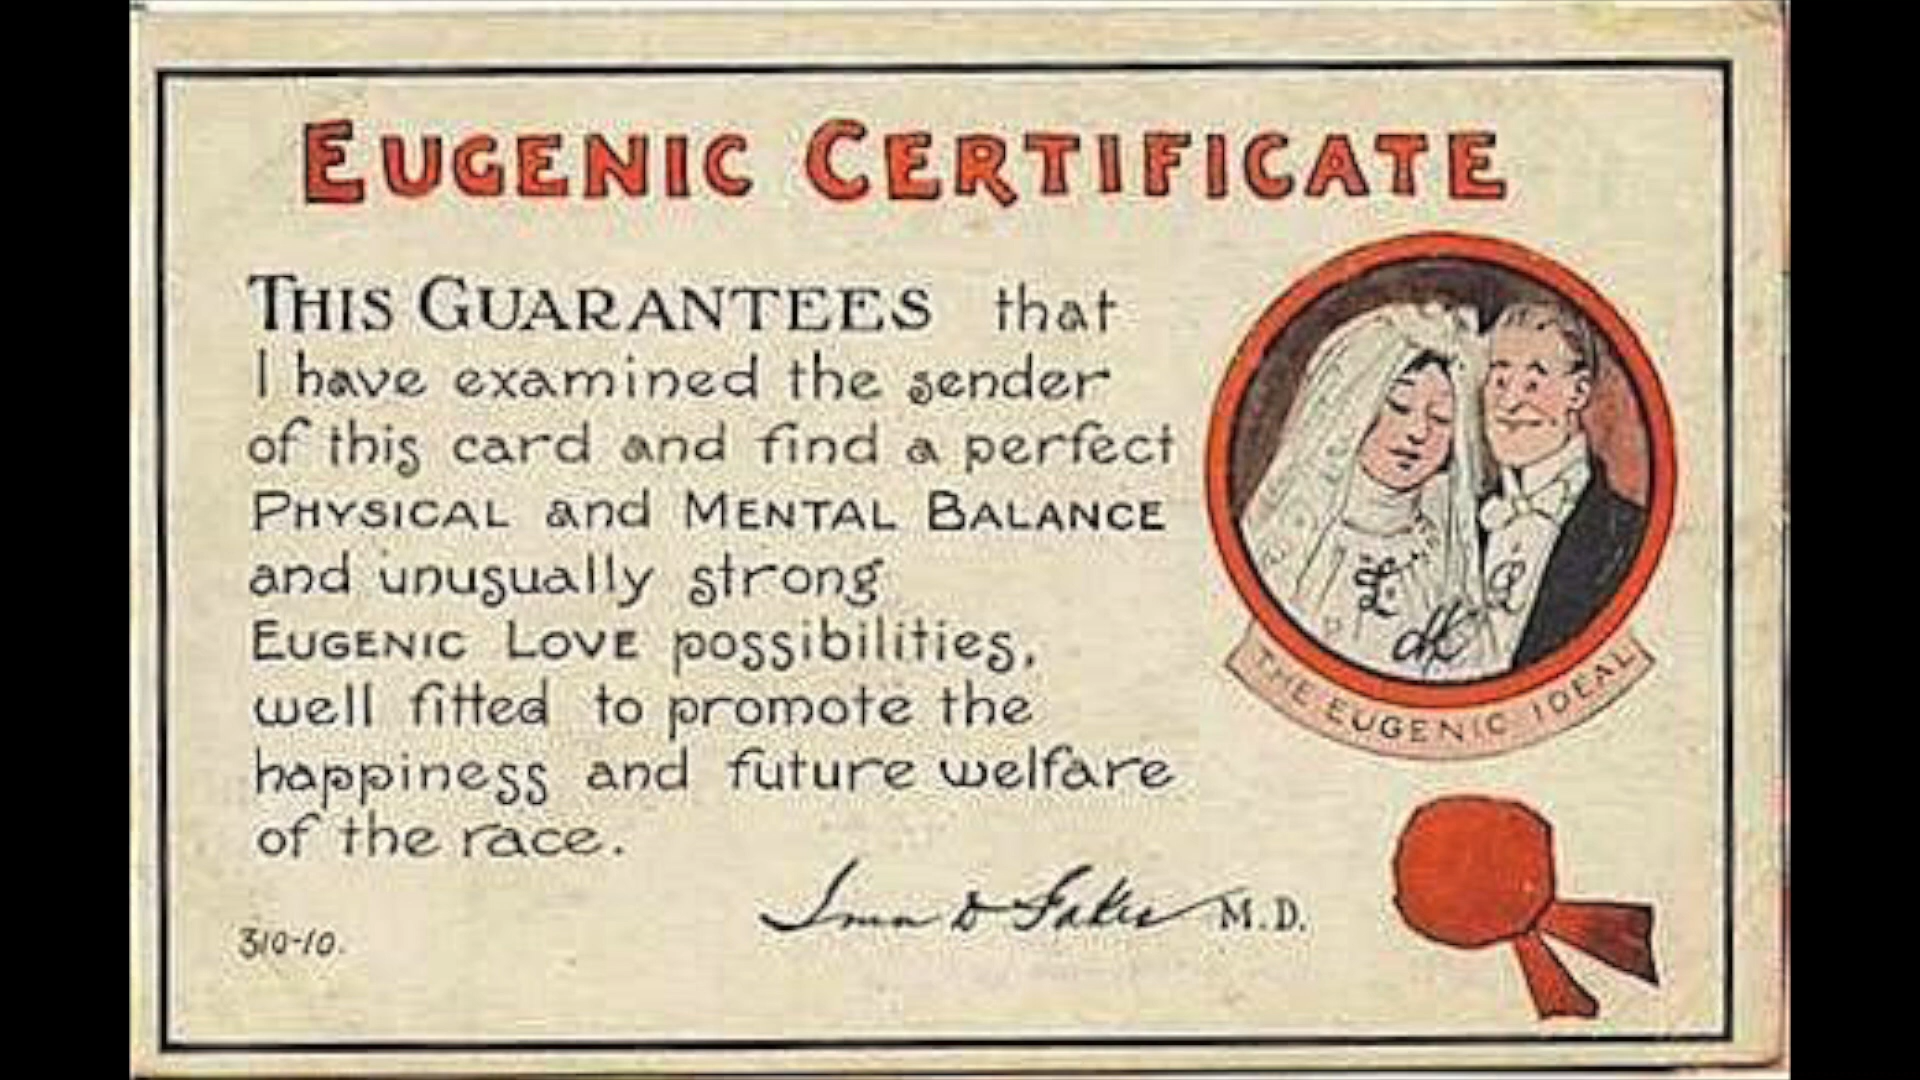 EUGENIC CERTIFICATE
THIS GUARANTEES that
I have examined the sender
of this card and find a perfect
PHYSICAL and MENTAL BALANCE
and unusually strong
EUGENIC LOVE possibilities,
well fitted to promote the
happiness and future welfare
of the race.
THE EUGENIC IDEAL
M.D.
310-10.